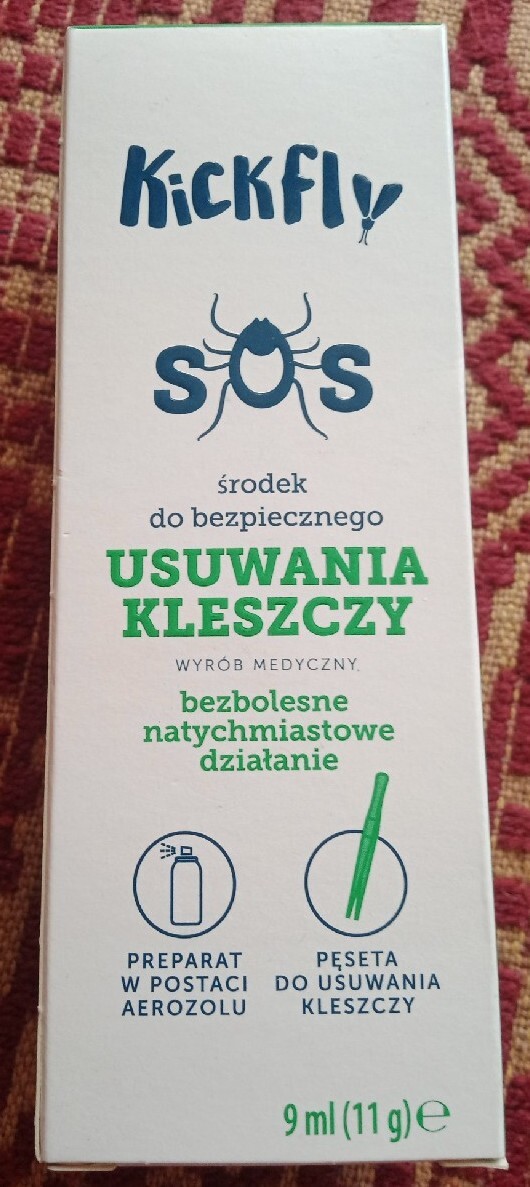 Kickfly
SOS
środek
do bezpiecznego
USUWANIA
KLESZCZY
WYRÓB MEDYCZNY.
bezbolesne
natychmiastowe
działanie
PREPARAT
W POSTACI
AEROZOLU
PĘSETA
DO USUWANIA
KLESZCZY
9 ml (11 g) ℮